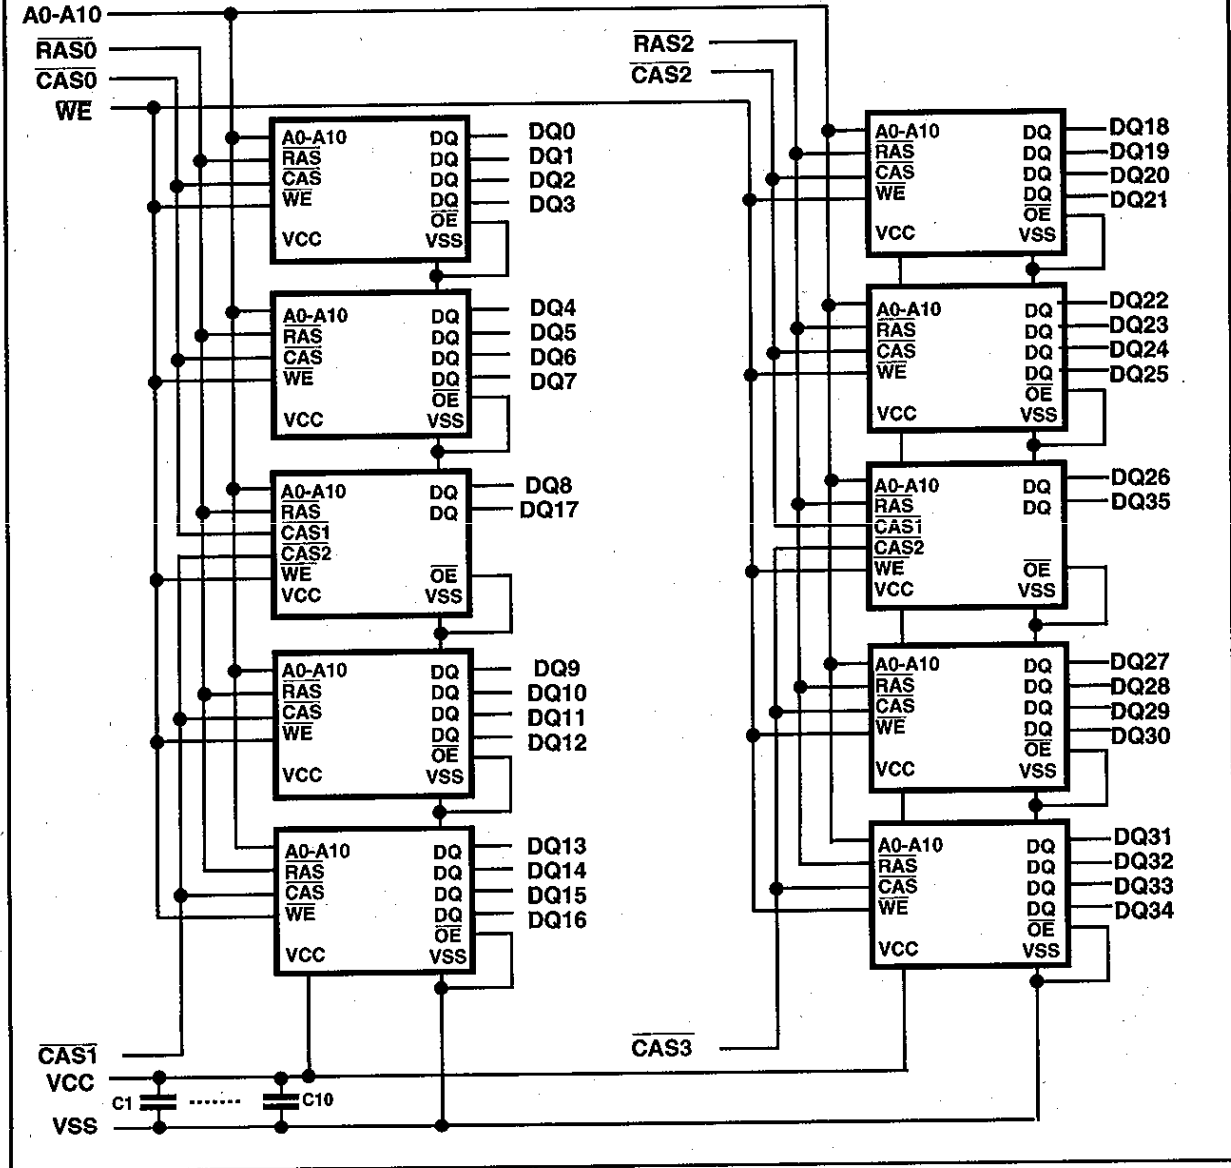 A0-A10
RAS0
CAS0
WE
RAS2
CAS2
A0-A10 DQ DQ0
RAS DQ DQ1
CAS DQ DQ2
WE DQ DQ3
OE
VCC VSS
A0-A10 DQ DQ4
RAS DQ DQ5
CAS DQ DQ6
WE DQ DQ7
OE
VCC VSS
A0-A10 DQ DQ8
RAS DQ DQ17
CAS1
CAS2
WE OE
VCC VSS
A0-A10 DQ DQ9
RAS DQ DQ10
CAS DQ DQ11
WE DQ DQ12
OE
VCC VSS
A0-A10 DQ DQ13
RAS DQ DQ14
CAS DQ DQ15
WE DQ DQ16
OE
VCC VSS
A0-A10 DQ DQ18
RAS DQ DQ19
CAS DQ DQ20
WE DQ DQ21
OE
VCC VSS
A0-A10 DQ DQ22
RAS DQ DQ23
CAS DQ DQ24
WE DQ DQ25
OE
VCC VSS
A0-A10 DQ DQ26
RAS DQ DQ35
CAS1
CAS2
WE OE
VCC VSS
A0-A10 DQ DQ27
RAS DQ DQ28
CAS DQ DQ29
WE DQ DQ30
OE
VCC VSS
A0-A10 DQ DQ31
RAS DQ DQ32
CAS DQ DQ33
WE DQ DQ34
OE
VCC VSS
CAS1
CAS3
VCC
C1 ........ C10
VSS